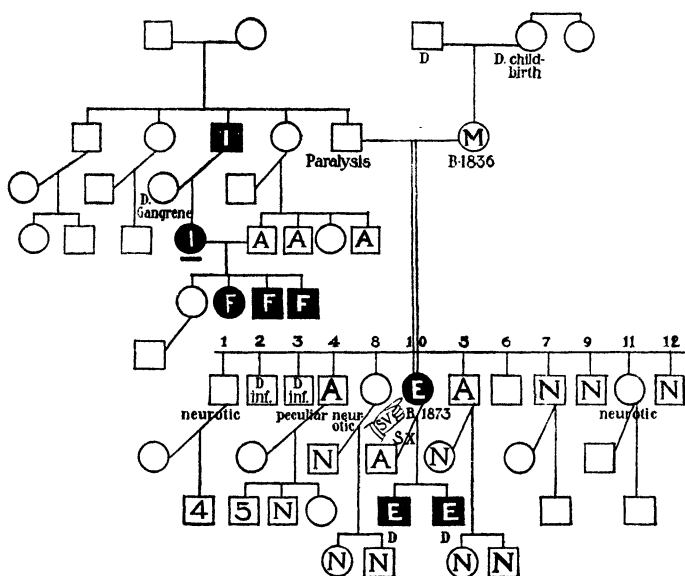 D
D. child-
birth
I
M
Paralysis
B-1836
D.
Gangrene
I
A
A
A
F
F
F
1 2 3 4 8 10 5 6 7 9 11 12
D
inf.
D
inf.
A
E
A
N
N
N
neurotic
peculiar neur-
otic
B. 1873
neurotic
SX
N
A
N
4
5
N
E
E
D
D
N
N
N
N